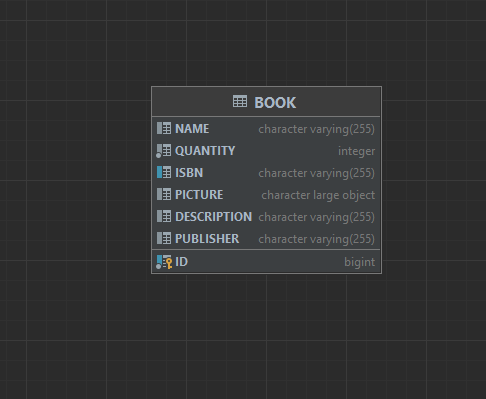 BOOK
NAME character varying(255)
QUANTITY integer
ISBN character varying(255)
PICTURE character large object
DESCRIPTION character varying(255)
PUBLISHER character varying(255)
ID bigint